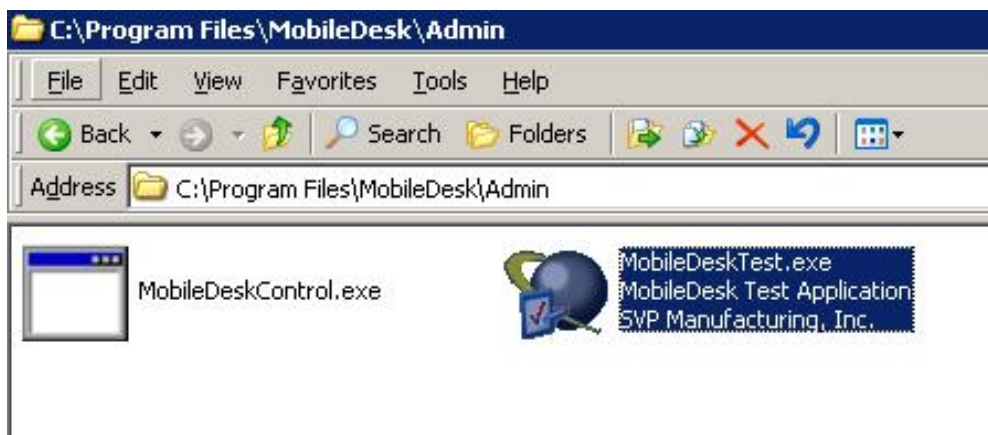 C:\Program Files\MobileDesk\Admin
File Edit View Favorites Tools Help
Back Search Folders
Address C:\Program Files\MobileDesk\Admin
MobileDeskControl.exe
MobileDeskTest.exe
MobileDesk Test Application
SVP Manufacturing, Inc.